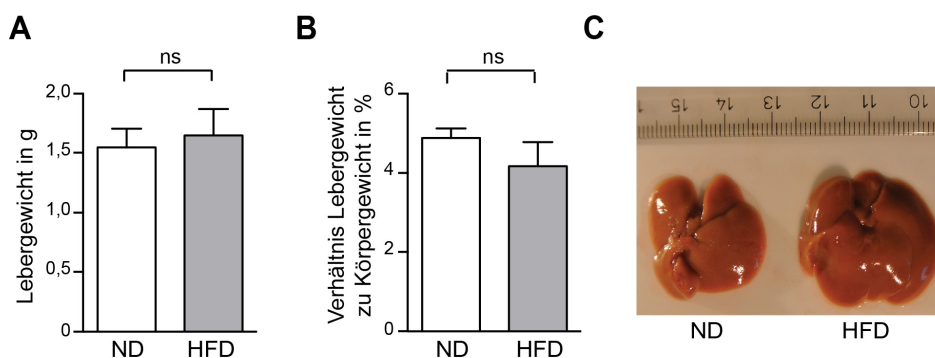 A
ns
2,0
1,5
1,0
0,5
0
Lebergewicht in g
ND HFD
B
ns
6
4
2
0
Verhältnis Lebergewicht
zu Körpergewicht in %
ND HFD
C
15 14 13 12 11 10
ND HFD